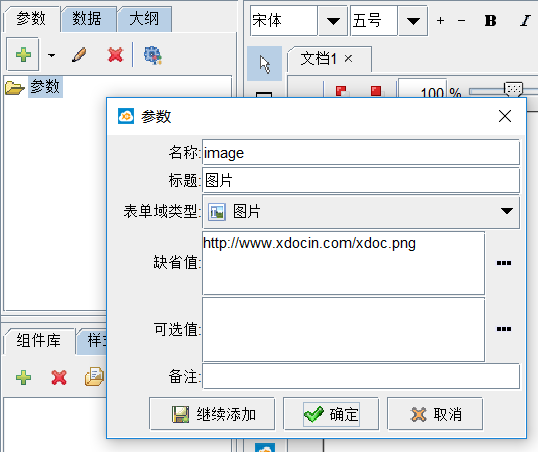 参数 数据 大纲
宋体 五号 + - B I
文档1 ×
参数
100 %
参数
名称: image
标题: 图片
表单域类型: 图片
缺省值: http://www.xdocin.com/xdoc.png
可选值:
备注:
组件库
继续添加 确定 取消